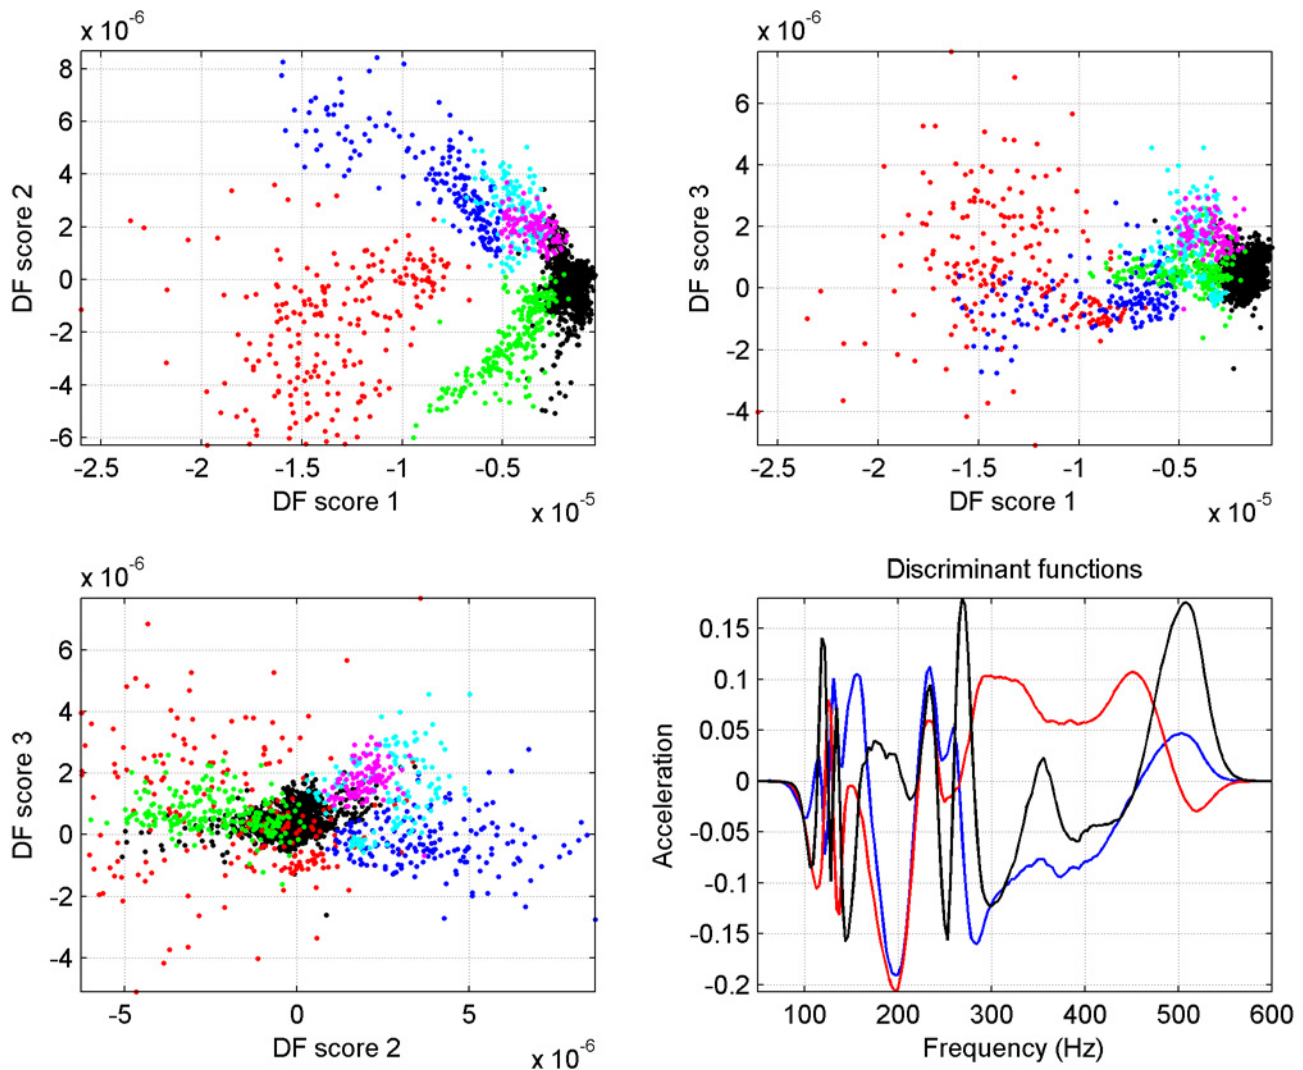 x 10-6
8
6
4
2
0
-2
-4
-6
DF score 2
-2.5 -2 -1.5 -1 -0.5
DF score 1
x 10-5
x 10-6
6
4
2
0
-2
-4
DF score 3
-2.5 -2 -1.5 -1 -0.5
DF score 1
x 10-5
x 10-6
6
4
2
0
-2
-4
DF score 3
-5 0 5
DF score 2
x 10-6
Discriminant functions
0.15
0.1
0.05
0
-0.05
-0.1
-0.15
-0.2
Acceleration
100 200 300 400 500 600
Frequency (Hz)